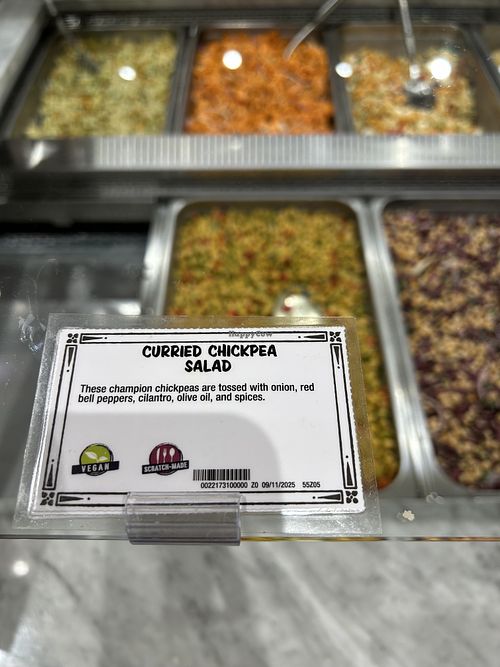 HappyCow
CURRIED CHICKPEA
SALAD
These champion chickpeas are tossed with onion, red
bell peppers, cilantro, olive oil, and spices.
VEGAN
SCRATCH-MADE
0022173100000 Z0 09/11/2025 55Z05